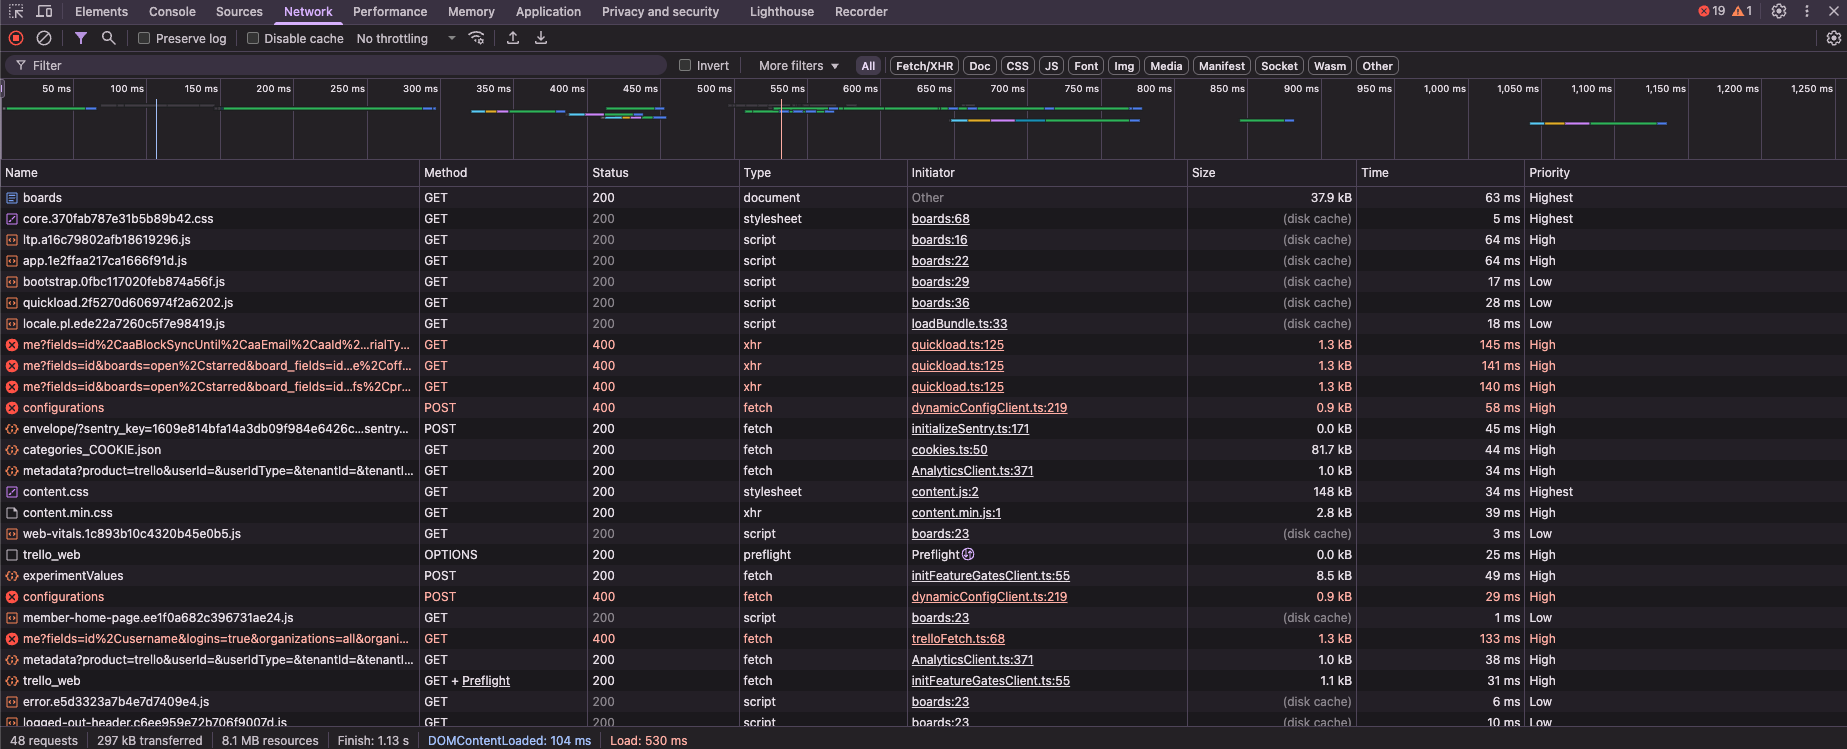 Elements Console Sources Network Performance Memory Application Privacy and security Lighthouse Recorder 19 1
Preserve log Disable cache No throttling
Filter Invert More filters All Fetch/XHR Doc CSS JS Font Img Media Manifest Socket Wasm Other
50 ms 100 ms 150 ms 200 ms 250 ms 300 ms 350 ms 400 ms 450 ms 500 ms 550 ms 600 ms 650 ms 700 ms 750 ms 800 ms 850 ms 900 ms 950 ms 1,000 ms 1,050 ms 1,100 ms 1,150 ms 1,200 ms 1,250 ms
Name Method Status Type Initiator Size Time Priority
boards GET 200 document Other 37.9 kB 63 ms Highest
core.370fab787e31b5b89b42.css GET 200 stylesheet boards:68 (disk cache) 5 ms Highest
ltp.a16c79802afb18619296.js GET 200 script boards:16 (disk cache) 64 ms High
app.1e2ffaa217ca1666f91d.js GET 200 script boards:22 (disk cache) 64 ms High
bootstrap.0fbc117020feb874a56f.js GET 200 script boards:29 (disk cache) 17 ms Low
quickload.2f5270d606974f2a6202.js GET 200 script boards:36 (disk cache) 28 ms Low
locale.pl.ede22a7260c5f7e98419.js GET 200 script loadBundle.ts:33 (disk cache) 18 ms Low
me?fields=id%2CaaBlockSyncUntil%2CaaEmail%2CaaId%2...rialTy... GET 400 xhr quickload.ts:125 1.3 kB 145 ms High
me?fields=id&boards=open%2Cstarred&board_fields=id...e%2Coff... GET 400 xhr quickload.ts:125 1.3 kB 141 ms High
me?fields=id&boards=open%2Cstarred&board_fields=id...fs%2Cpr... GET 400 xhr quickload.ts:125 1.3 kB 140 ms High
configurations POST 400 fetch dynamicConfigClient.ts:219 0.9 kB 58 ms High
envelope/?sentry_key=1609e814bfa14a3db09f984e6426c...sentry... POST 200 fetch initializeSentry.ts:171 0.0 kB 45 ms High
categories_COOKIE.json GET 200 fetch cookies.ts:50 81.7 kB 44 ms High
metadata?product=trello&userId=&userIdType=&tenantId=&tenantI... GET 200 fetch AnalyticsClient.ts:371 1.0 kB 34 ms High
content.css GET 200 stylesheet content.js:2 148 kB 34 ms Highest
content.min.css GET 200 xhr content.min.js:1 2.8 kB 39 ms High
web-vitals.1c893b10c4320b45e0b5.js GET 200 script boards:23 (disk cache) 3 ms Low
trello_web OPTIONS 200 preflight Preflight 0.0 kB 25 ms High
experimentValues POST 200 fetch initFeatureGatesClient.ts:55 8.5 kB 49 ms High
configurations POST 400 fetch dynamicConfigClient.ts:219 0.9 kB 29 ms High
member-home-page.ee1f0a682c396731ae24.js GET 200 script boards:23 (disk cache) 1 ms Low
me?fields=id%2Cusername&logins=true&organizations=all&organi... GET 400 fetch trelloFetch.ts:68 1.3 kB 133 ms High
metadata?product=trello&userId=&userIdType=&tenantId=&tenantI... GET 200 fetch AnalyticsClient.ts:371 1.0 kB 38 ms High
trello_web GET + Preflight 200 fetch initFeatureGatesClient.ts:55 1.1 kB 31 ms High
error.e5d3323a7b4e7d7409e4.js GET 200 script boards:23 (disk cache) 6 ms Low
logged-out-header.c6ee959e72b706f9007d.js GET 200 script boards:23 (disk cache) 10 ms Low
48 requests 297 kB transferred 8.1 MB resources Finish: 1.13 s DOMContentLoaded: 104 ms Load: 530 ms